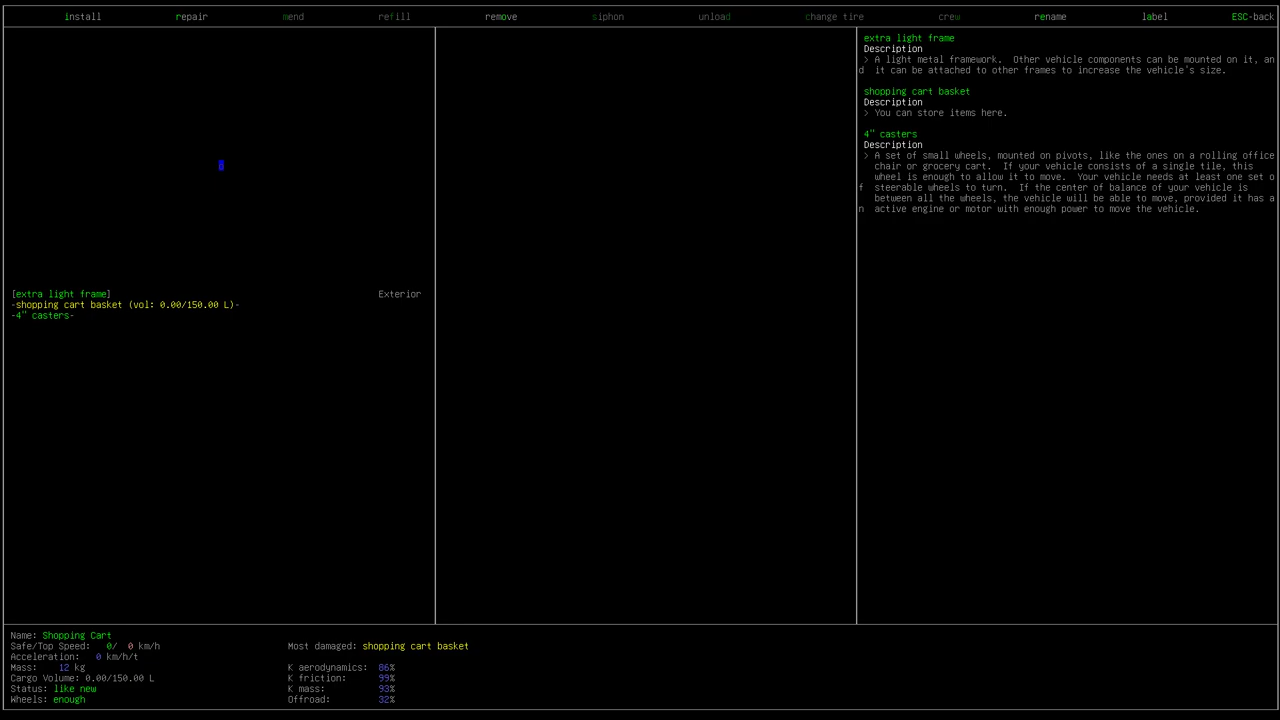 install repair mend refill remove siphon unload change tire crew rename label ESC-back
extra light frame
Description
> A light metal framework.  Other vehicle components can be mounted on it, an
d  it can be attached to other frames to increase the vehicle's size.
shopping cart basket
Description
> You can store items here.
4" casters
Description
> A set of small wheels, mounted on pivots, like the ones on a rolling office
chair or grocery cart.  If your vehicle consists of a single tile, this
wheel is enough to allow it to move.  Your vehicle needs at least one set o
f  steerable wheels to turn.  If the center of balance of your vehicle is
between all the wheels, the vehicle will be able to move, provided it has a
n  active engine or motor with enough power to move the vehicle.
[extra light frame] Exterior
-shopping cart basket (vol: 0.00/150.00 L)-
-4" casters-
Name: Shopping Cart
Safe/Top Speed:   0/  0 km/h
Acceleration:   0 km/h/t
Mass:    12 kg
Cargo Volume: 0.00/150.00 L
Status: like new
Wheels: enough
Most damaged: shopping cart basket
K aerodynamics:  86%
K friction:  99%
K mass:  93%
Offroad:  32%